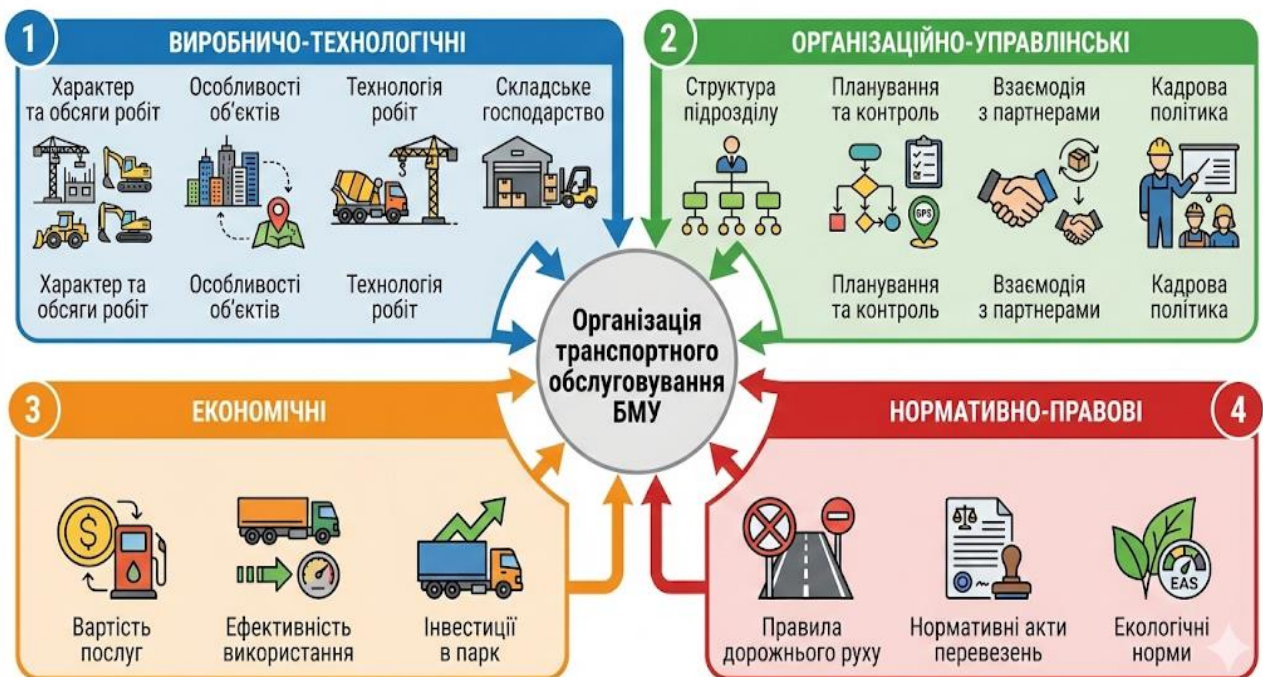 1
ВИРОБНИЧО-ТЕХНОЛОГІЧНІ
Характер
та обсяги робіт
Особливості
об'єктів
Технологія
робіт
Складське
господарство
Характер та
обсяги робіт
Особливості
об'єктів
Технологія
робіт
2
ОРГАНІЗАЦІЙНО-УПРАВЛІНСЬКІ
Структура
підрозділу
Планування
та контроль
Взаємодія
з партнерами
Кадрова
політика
GPS
Планування
та контроль
Взаємодія
з партнерами
Кадрова
політика
Організація
транспортного
обслуговування
БМУ
3
ЕКОНОМІЧНІ
$
Вартість
послуг
Ефективність
використання
Інвестиції
в парк
НОРМАТИВНО-ПРАВОВІ
4
EAS
Правила
дорожнього руху
Нормативні акти
перевезень
Екологічні
норми